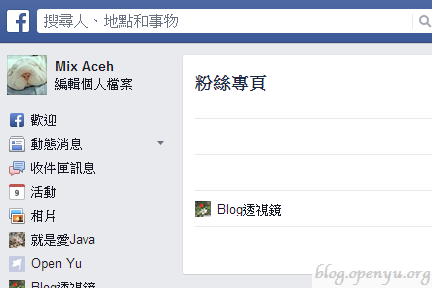 搜尋人、地點和事物
Mix Aceh
編輯個人檔案
歡迎
動態消息
收件匣訊息
9
活動
相片
就是愛Java
Open Yu
Blog透視鏡
粉絲專頁
Blog透視鏡
blog.openyu.org